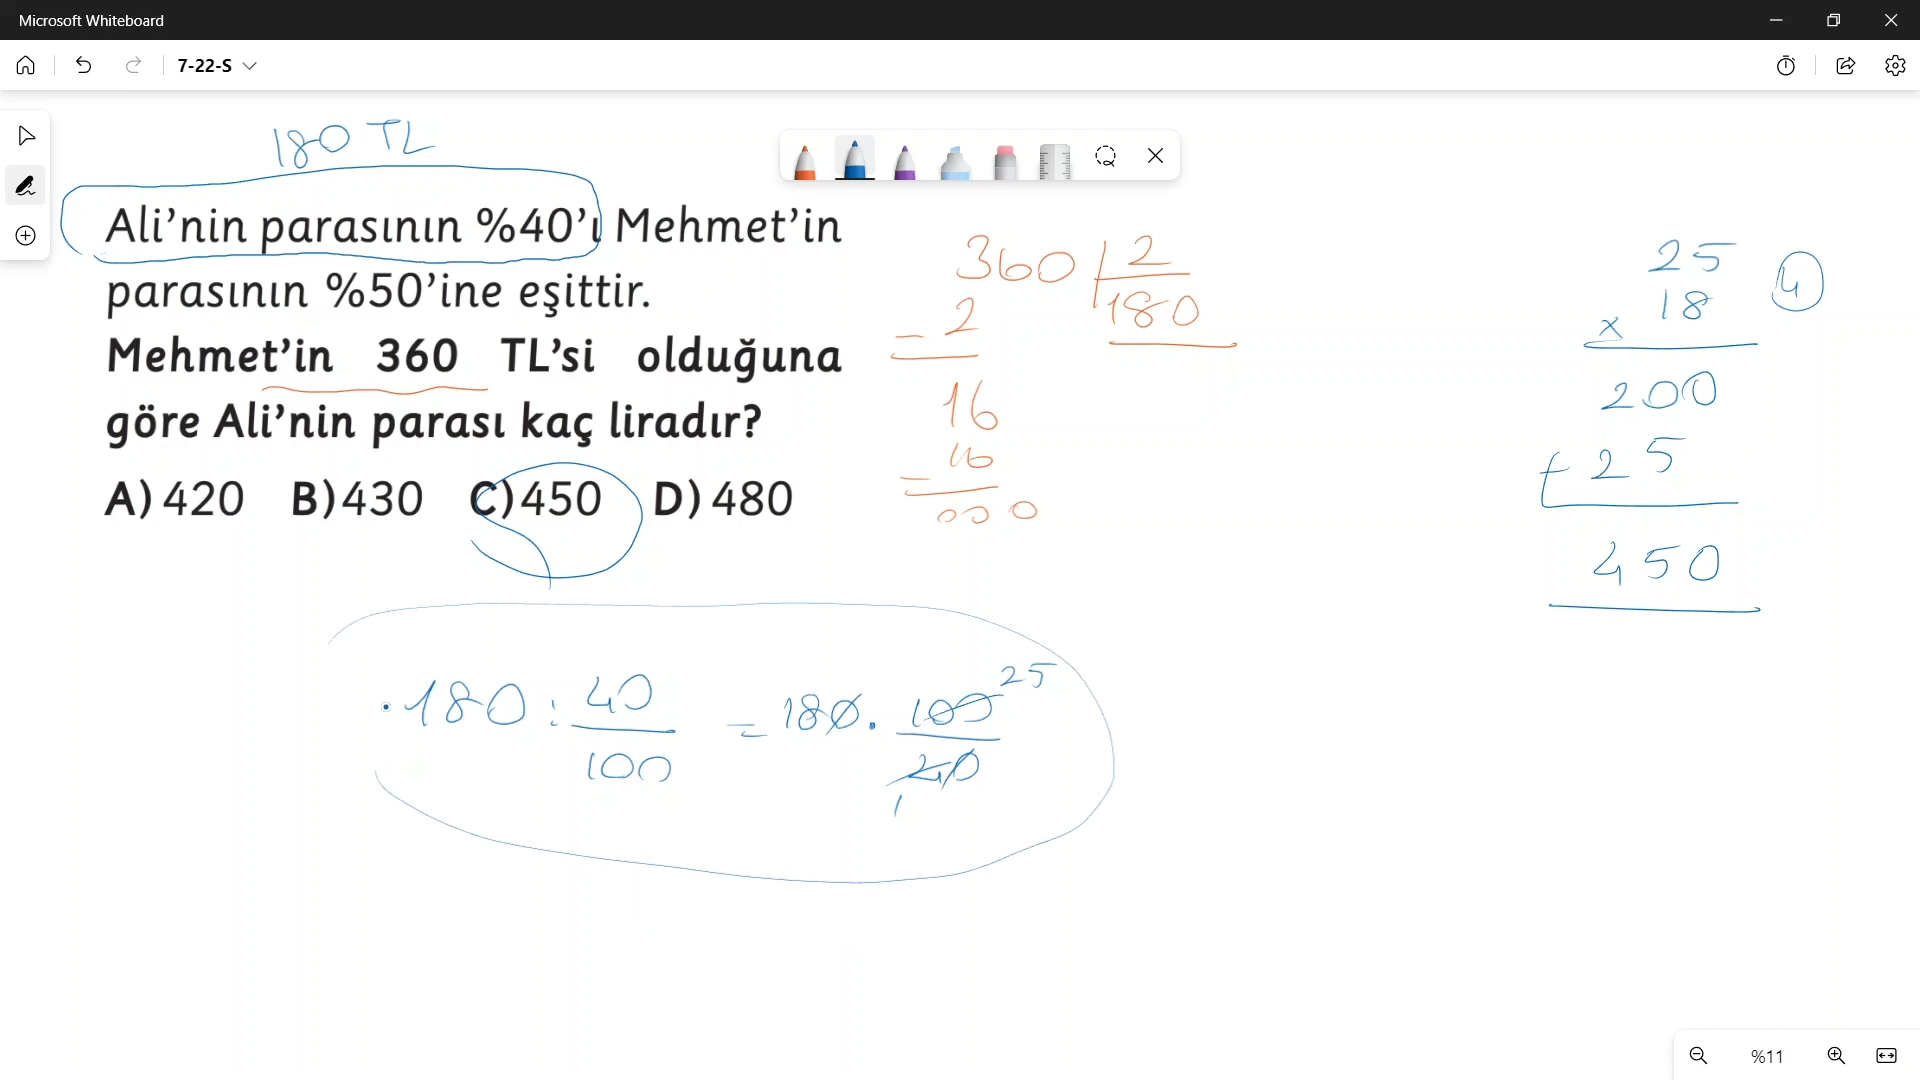 Microsoft Whiteboard
7-22-S
180 TL
Ali’nin parasının %40’ı Mehmet’in
parasının %50’ine eşittir.
Mehmet’in 360 TL’si olduğuna
göre Ali’nin parası kaç liradır?
A) 420 B) 430 C) 450 D) 480
360 2
- 2 180
16
- 16
000
25 4
x 18
200
+ 25
450
180 : 40/100 = 180 . 100/40 25
1
%11